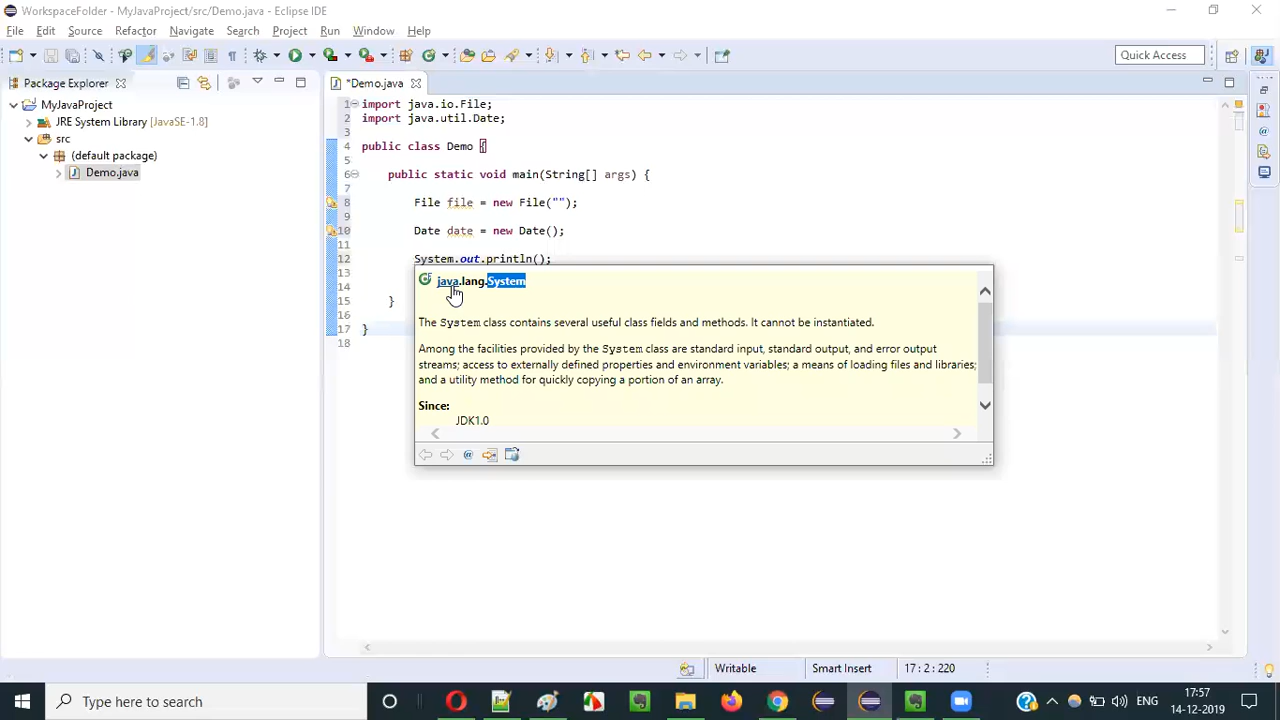 WorkspaceFolder - MyJavaProject/src/Demo.java - Eclipse IDE
File Edit Source Refactor Navigate Search Project Run Window Help
Quick Access
Package Explorer
*Demo.java
MyJavaProject
JRE System Library [JavaSE-1.8]
src
(default package)
Demo.java
1 import java.io.File;
2 import java.util.Date;
3
4 public class Demo {
5
6 public static void main(String[] args) {
7
8 File file = new File("");
9
10 Date date = new Date();
11
12 System.out.println();
13
14
15 }
16
17 }
18
java.lang.System
The System class contains several useful class fields and methods. It cannot be instantiated.
Among the facilities provided by the System class are standard input, standard output, and error output
streams; access to externally defined properties and environment variables; a means of loading files and libraries;
and a utility method for quickly copying a portion of an array.
Since:
JDK1.0
Writable Smart Insert 17 : 2 : 220
Type here to search
ENG
17:57
14-12-2019